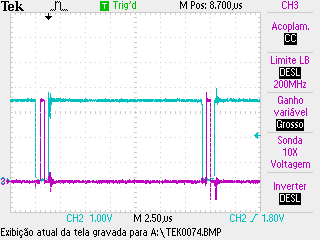 Tek T Trig'd M Pos: 8.700µs CH3
Acoplam.
CC
Limite LB
DESL
200MHz
Ganho
variável
Grosso
Sonda
10X
Voltagem
Inverter
DESL
3
CH2 1.00V M 2.50µs CH2 / 1.80V
Exibição atual da tela gravada para A:\TEK0074.BMP